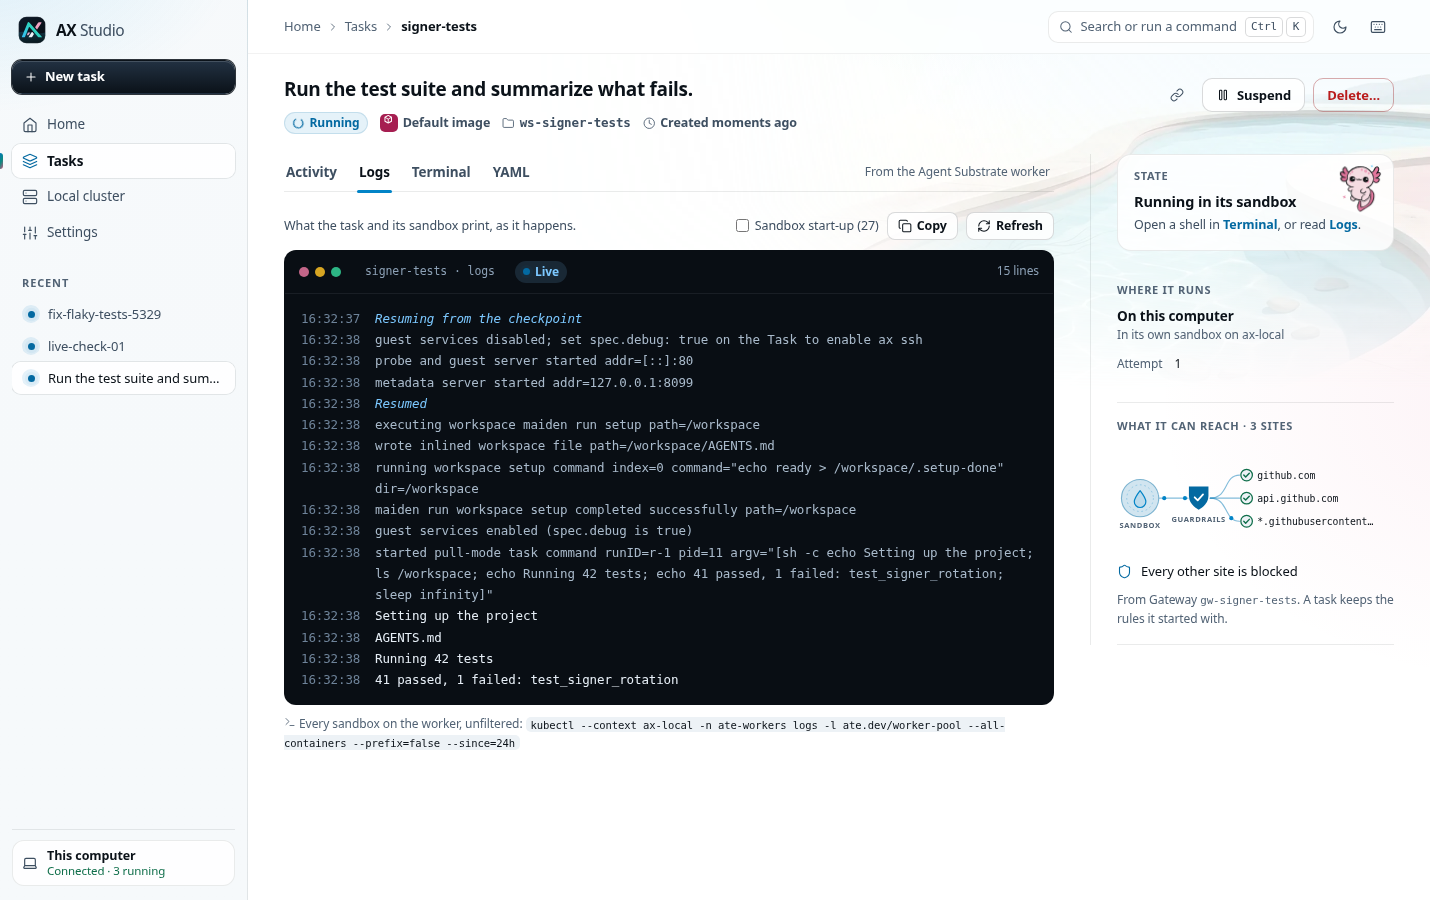 AX Studio
New task
Home
Tasks
Local cluster
Settings
RECENT
fix-flaky-tests-5329
live-check-01
Run the test suite and sum...
This computer
Connected · 3 running
Home > Tasks > signer-tests
Search or run a command Ctrl K
Run the test suite and summarize what fails.
Running Default image ws-signer-tests Created moments ago
Suspend Delete...
Activity Logs Terminal YAML From the Agent Substrate worker
What the task and its sandbox print, as it happens. Sandbox start-up (27) Copy Refresh
signer-tests · logs Live 15 lines
16:32:37 Resuming from the checkpoint
16:32:38 guest services disabled; set spec.debug: true on the Task to enable ax ssh
16:32:38 probe and guest server started addr=[::]:80
16:32:38 metadata server started addr=127.0.0.1:8099
16:32:38 Resumed
16:32:38 executing workspace maiden run setup path=/workspace
16:32:38 wrote inlined workspace file path=/workspace/AGENTS.md
16:32:38 running workspace setup command index=0 command="echo ready > /workspace/.setup-done"
dir=/workspace
16:32:38 maiden run workspace setup completed successfully path=/workspace
16:32:38 guest services enabled (spec.debug is true)
16:32:38 started pull-mode task command runID=r-1 pid=11 argv="[sh -c echo Setting up the project;
ls /workspace; echo Running 42 tests; echo 41 passed, 1 failed: test_signer_rotation;
sleep infinity]"
16:32:38 Setting up the project
16:32:38 AGENTS.md
16:32:38 Running 42 tests
16:32:38 41 passed, 1 failed: test_signer_rotation
Every sandbox on the worker, unfiltered: kubectl --context ax-local -n ate-workers logs -l ate.dev/worker-pool --all-
containers --prefix=false --since=24h
STATE
Running in its sandbox
Open a shell in Terminal, or read Logs.
WHERE IT RUNS
On this computer
In its own sandbox on ax-local
Attempt 1
WHAT IT CAN REACH · 3 SITES
github.com
api.github.com
*.githubusercontent…
SANDBOX
GUARDRAILS
Every other site is blocked
From Gateway gw-signer-tests. A task keeps the
rules it started with.